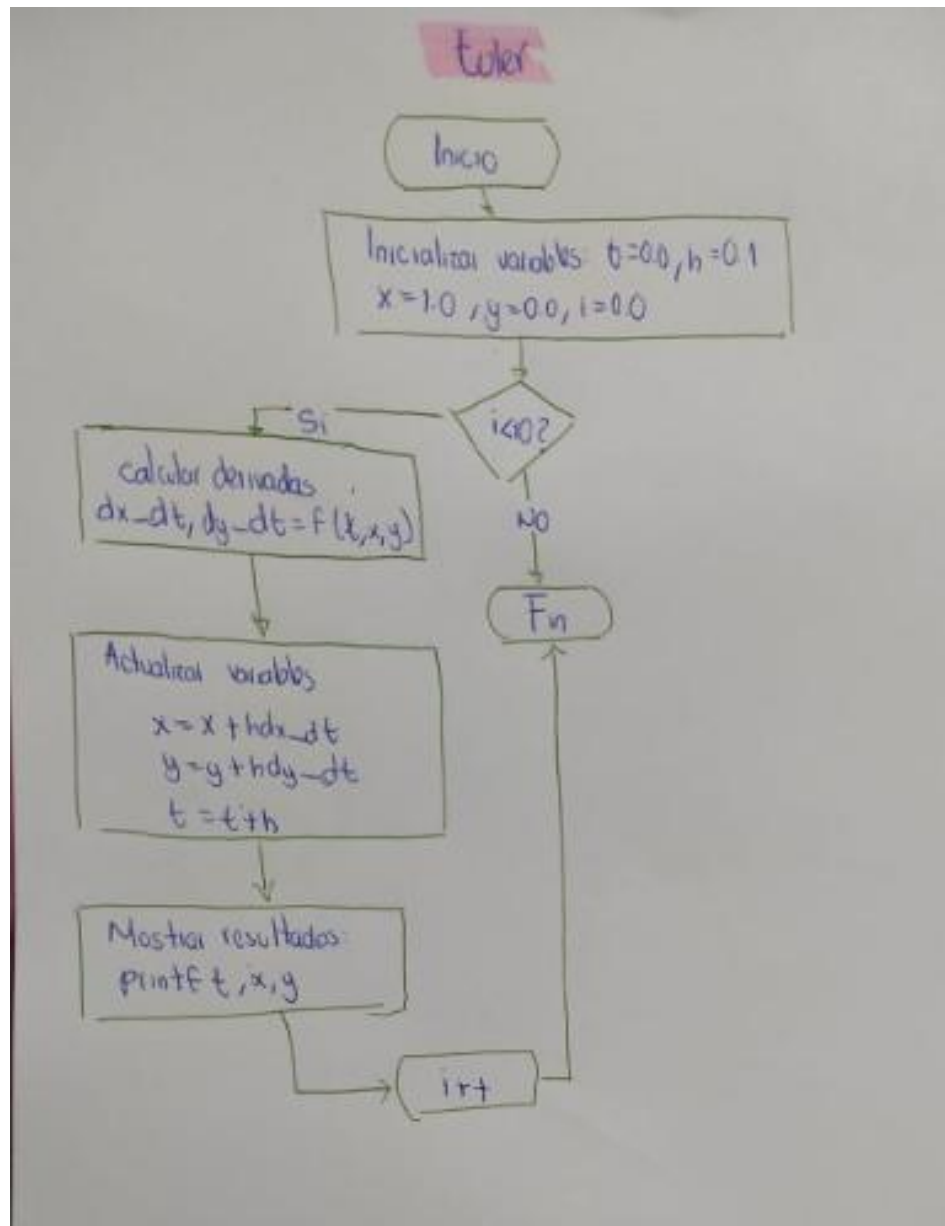 Euler
Inicio
Inicializar variables: t=0.0, h=0.1
x=1.0, y=0.0, i=0.0
i<10?
Si
NO
Calcular derivadas
dx_dt, dy_dt = f(t,x,y)
Fin
Actualizar variables
x = x + hdx_dt
y = y + hdy_dt
t = t+h
Mostrar resultados:
printf t, x, y
i++